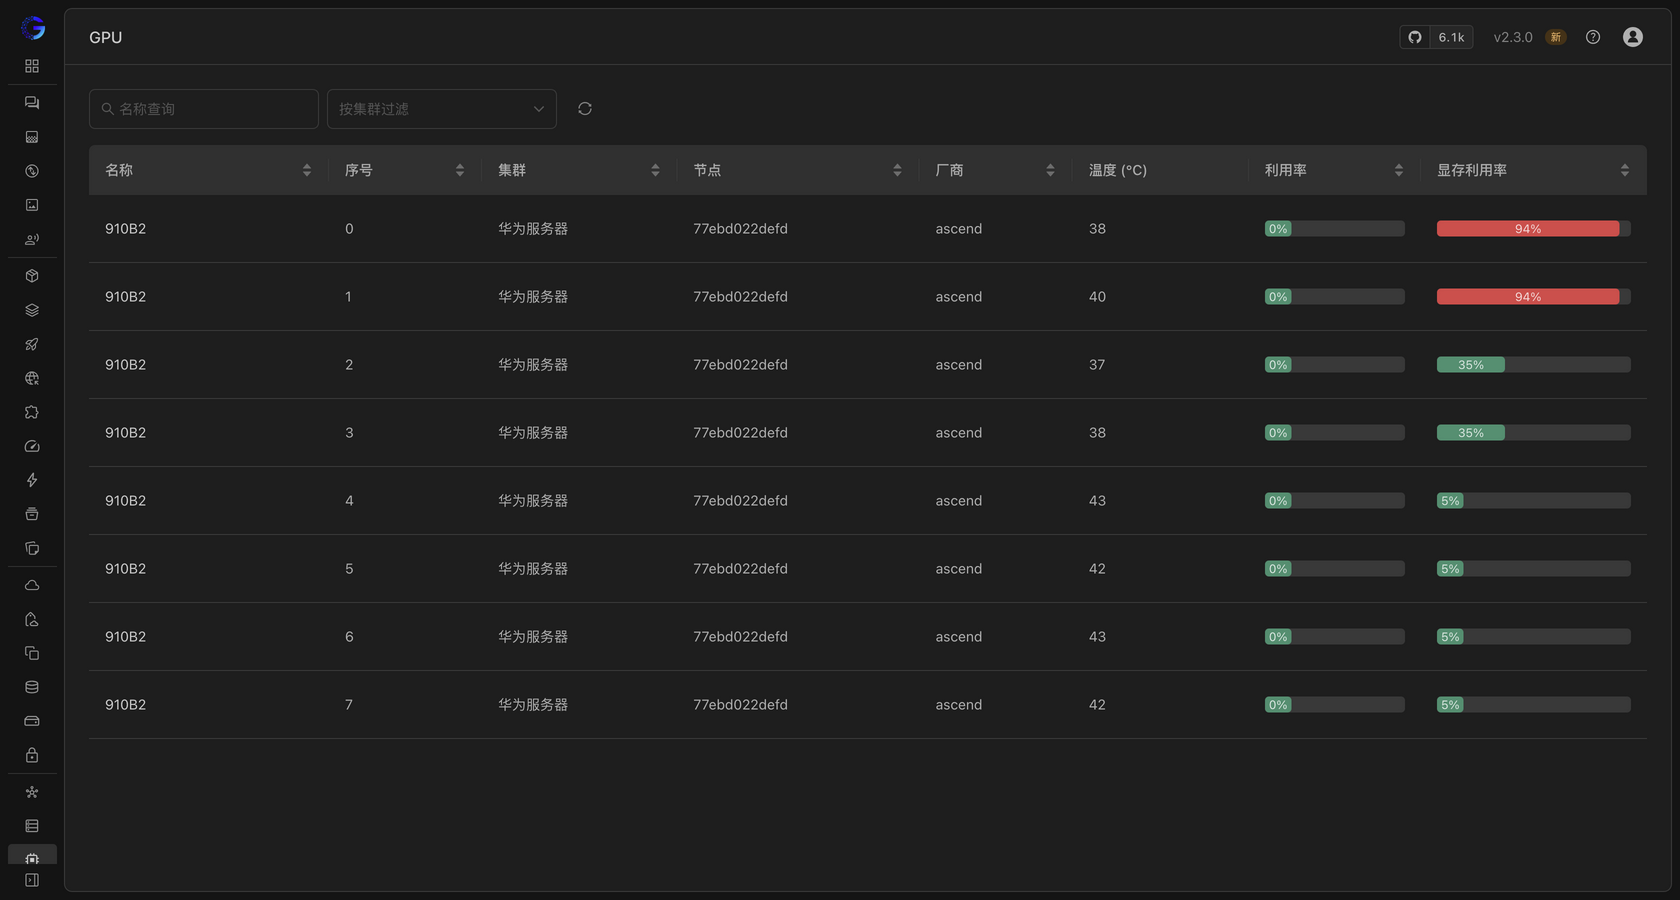 GPU 6.1k v2.3.0 新
名称查询 按集群过滤
名称 序号 集群 节点 厂商 温度 (°C) 利用率 显存利用率
910B2 0 华为服务器 77ebd022defd ascend 38 0% 94%
910B2 1 华为服务器 77ebd022defd ascend 40 0% 94%
910B2 2 华为服务器 77ebd022defd ascend 37 0% 35%
910B2 3 华为服务器 77ebd022defd ascend 38 0% 35%
910B2 4 华为服务器 77ebd022defd ascend 43 0% 5%
910B2 5 华为服务器 77ebd022defd ascend 42 0% 5%
910B2 6 华为服务器 77ebd022defd ascend 43 0% 5%
910B2 7 华为服务器 77ebd022defd ascend 42 0% 5%